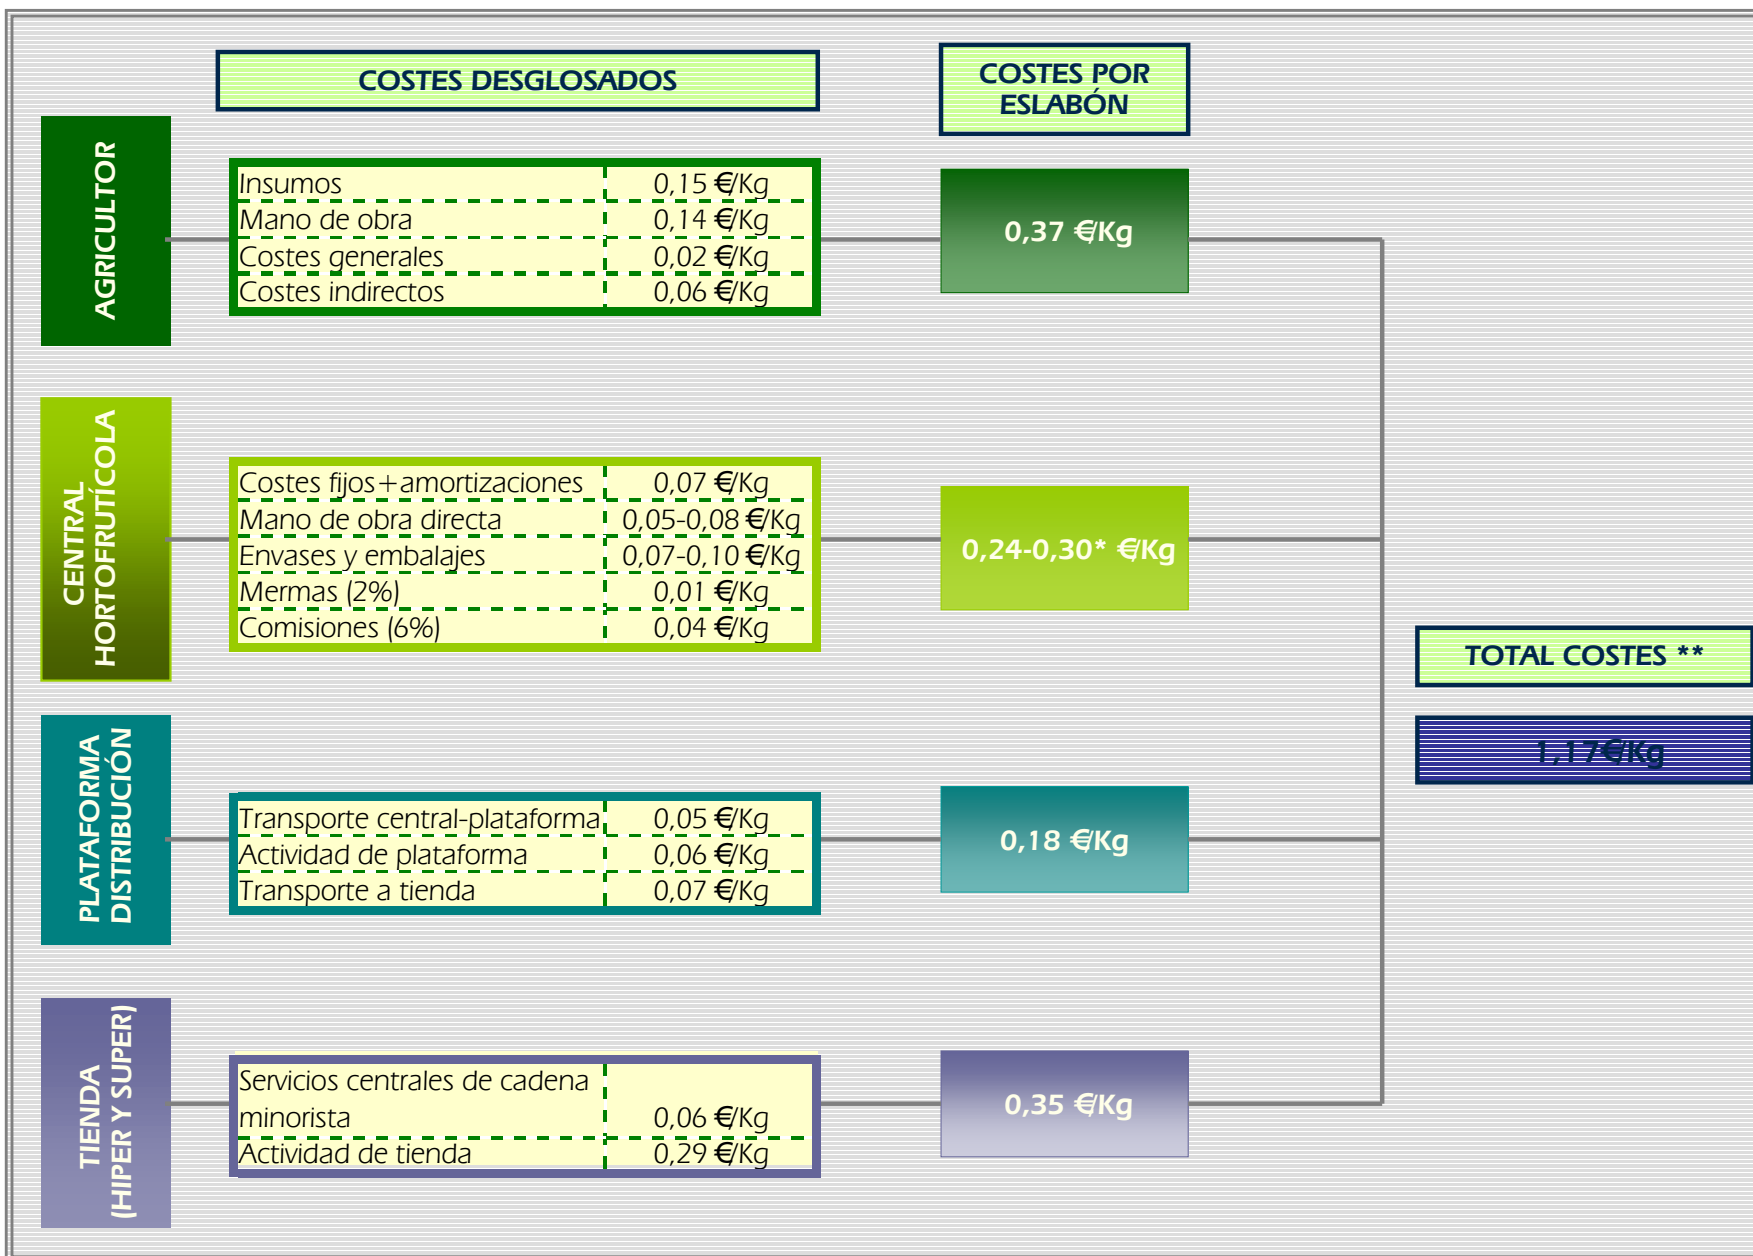 COSTES DESGLOSADOS
COSTES POR
ESLABÓN
AGRICULTOR
Insumos 0,15 €/Kg
Mano de obra 0,14 €/Kg
Costes generales 0,02 €/Kg
Costes indirectos 0,06 €/Kg
0,37 €/Kg
CENTRAL
HORTOFRUTÍCOLA
Costes fijos+amortizaciones 0,07 €/Kg
Mano de obra directa 0,05-0,08 €/Kg
Envases y embalajes 0,07-0,10 €/Kg
Mermas (2%) 0,01 €/Kg
Comisiones (6%) 0,04 €/Kg
0,24-0,30* €/Kg
TOTAL COSTES **
1,17€/Kg
PLATAFORMA
DISTRIBUCIÓN
Transporte central-plataforma 0,05 €/Kg
Actividad de plataforma 0,06 €/Kg
Transporte a tienda 0,07 €/Kg
0,18 €/Kg
TIENDA
(HIPER Y SUPER)
Servicios centrales de cadena
minorista 0,06 €/Kg
Actividad de tienda 0,29 €/Kg
0,35 €/Kg